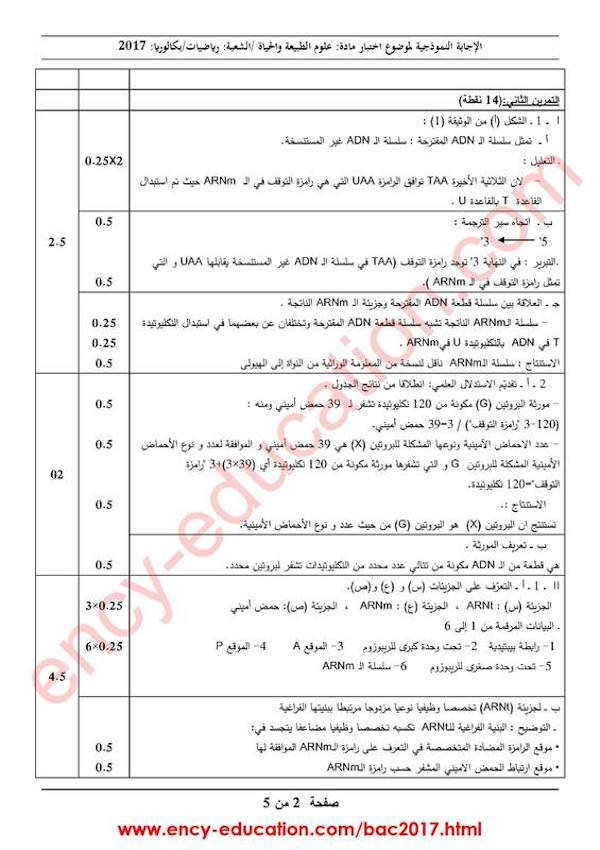 الإجابة النموذجية لموضوع اختبار مادة: علوم الطبيعة والحياة /الشعبة: رياضيات/بكالوريا: 2017
التمرين الثاني:(14 نقطة)
I ـ 1 . الشكل (أ) من الوثيقة (1) :
أ ـ تمثل سلسلة الـ ADN المقترحة : سلسلة الـ ADN غير المستنسخة.
0.25X2
. التعليل :
– لان الثلاثية الأخيرة TAA توافق الرامزة UAA التي هي رامزة التوقف في الـ ARNm حيث تم استبدال
القاعدة T بالقاعدة U .
2.5
0.5
ب . اتجاه سير الترجمة :
'5 ⟶ '3
.التبرير : في النهاية '3 توجد رامزة التوقف (TAA في سلسلة الـ ADN غير المستنسخة يقابلها UAA و التي
0.5
تمثل رامزة التوقف في الـ ARNm ).
جـ ـ العلاقة بين سلسلة قطعة ADN المقترحة وجزيئة الـ ARNm الناتجة .
0.25
– سلسلة الـARNm الناتجة تشبه سلسلة قطعة ADN المقترحة وتختلفان عن بعضهما في استبدال النكليوتيدة
0.25
T في ADN بالنكليوتيدة U فيARNm .
0.5
الاستنتاج : سلسلة الـARNm ناقل لنسخة من المعلومة الوراثية من النواة إلى الهيولى
2 ـ أ ـ تقديم الاستدلال العلمي: انطلاقا من نتائج الجدول .
0.5
– مورثة البروتين (G) مكونة من 120 نكليوتيدة تشفر لـ 39 حمض أميني ومنه :
(120–3 "رامزة التوقف") /3=39 حمض أميني.
0.5
– عدد الاحماض الأمينية ونوعها المشكلة للبروتين (X) هي 39 حمض أميني و الموافقة لعدد و نوع الأحماض
02
الأمينية المشكلة للبروتين G و التي تشفرها مورثة مكونة من 120 نكليوتيدة أي (39×3)+3"رامزة
التوقف"=120 نكليوتيدة.
0.5
الاستنتاج :.
نستنتج ان البروتين (X) هو البروتين (G) من حيث عدد و نوع الأحماض الأمينية.
ب ـ تعريف المورثة .
0.5
هي قطعة من الـ ADN مكونة من تتالي عدد محدد من النكليوتيدات تشفر لبروتين محدد.
II ـ 1 . أ ـ التعرّف على الجزيئات (س) و (ع) و(ص).
3×0.25
الجزيئة (س) : ARNt ، الجزيئة (ع) : ARNm ، الجزيئة (ص): حمض أميني
. البيانات المرقمة من 1 إلى 6
6×0.25
1– رابطة ببيتيدية 2– تحت وحدة كبرى للريبوزوم 3– الموقع A 4– الموقع P
4.5
5– تحت وحدة صغرى للريبوزوم 6– سلسلة الـ ARNm
ب ـ لجزيئة (ARNt) تخصصا وظيفيا نوعيا مزدوجا مرتبطا ببنيتها الفراغية
. التوضيح : البنية الفراغية للـARNt تكسبه تخصصا وظيفيا مضاعفا يتجسد في:
0.5
• موقع الرامزة المضادة المتخصصة في التعرف على رامزة الـARNm الموافقة لها
0.5
• موقع ارتباط الحمض الاميني المشفر حسب رامزة الـARNm
صفحة 2 من 5
www.ency-education.com/bac2017.html
ency-education.com